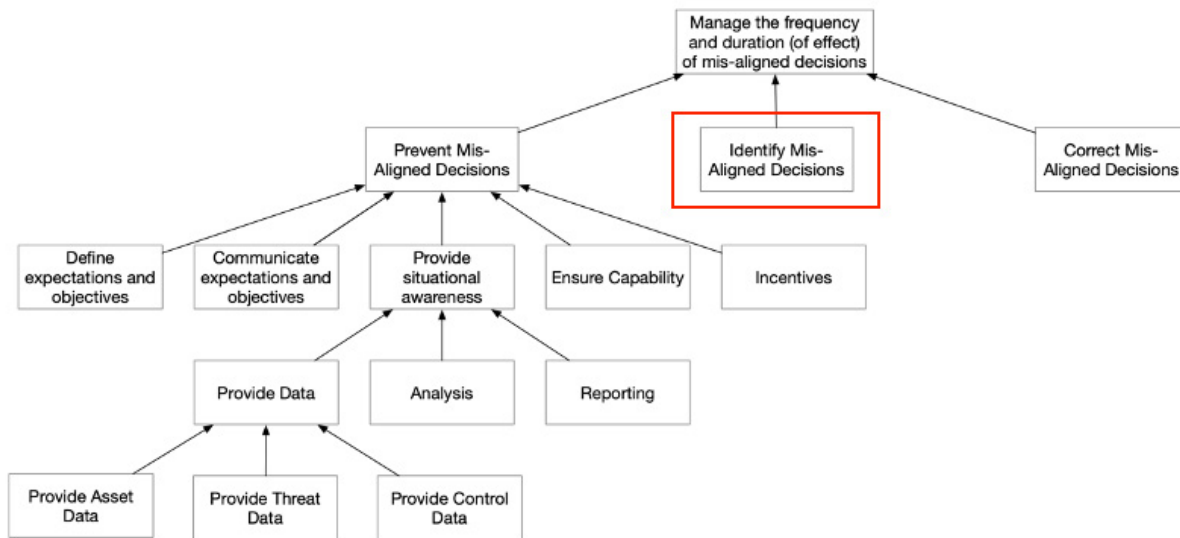 Manage the frequency
and duration (of effect)
of mis-aligned decisions
Prevent Mis-
Aligned Decisions
Identify Mis-
Aligned Decisions
Correct Mis-
Aligned Decisions
Define
expectations and
objectives
Communicate
expectations and
objectives
Provide
situational
awareness
Ensure Capability
Incentives
Provide Data
Analysis
Reporting
Provide Asset
Data
Provide Threat
Data
Provide Control
Data